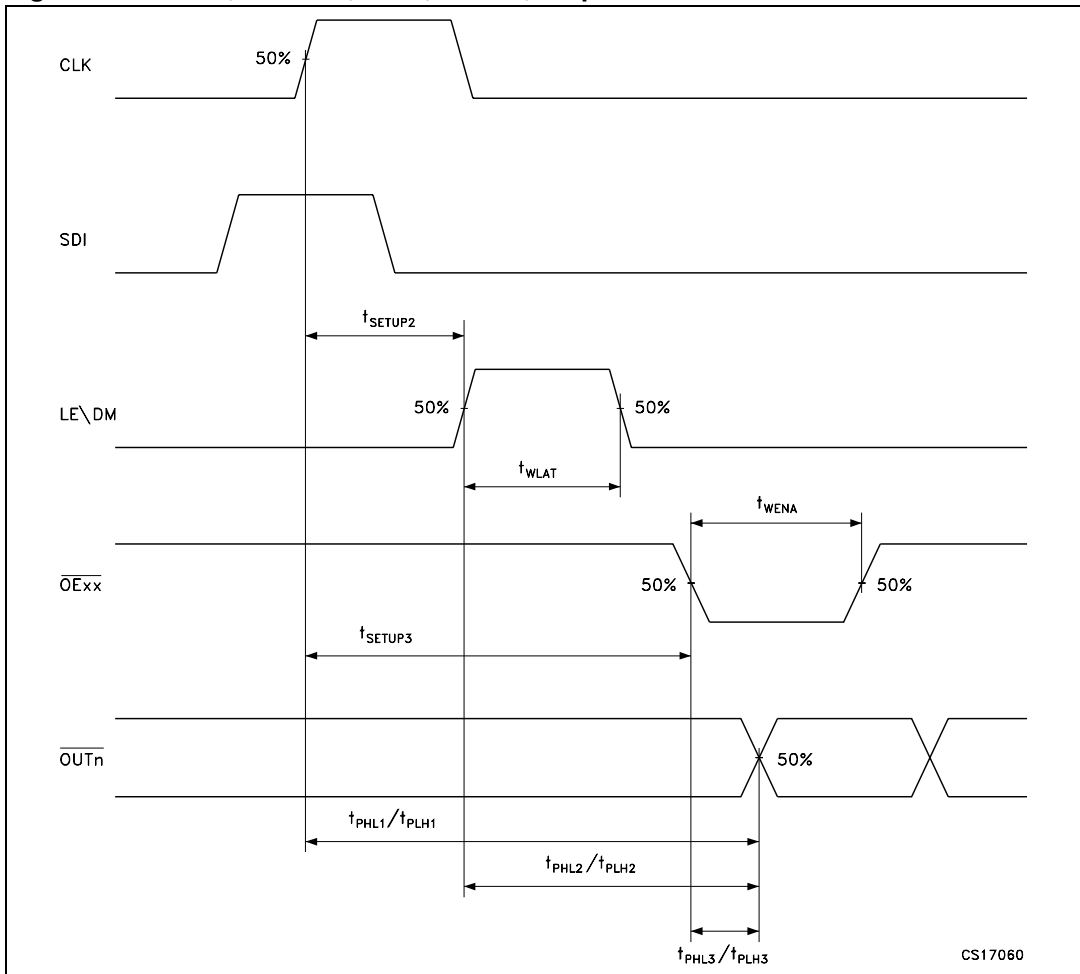 CLK
50%
SDI
tSETUP2
LE\DM
50%
50%
tWLAT
tWENA
OExx
50%
50%
tSETUP3
OUTn
50%
tPHL1/tPLH1
tPHL2/tPLH2
tPHL3/tPLH3
CS17060